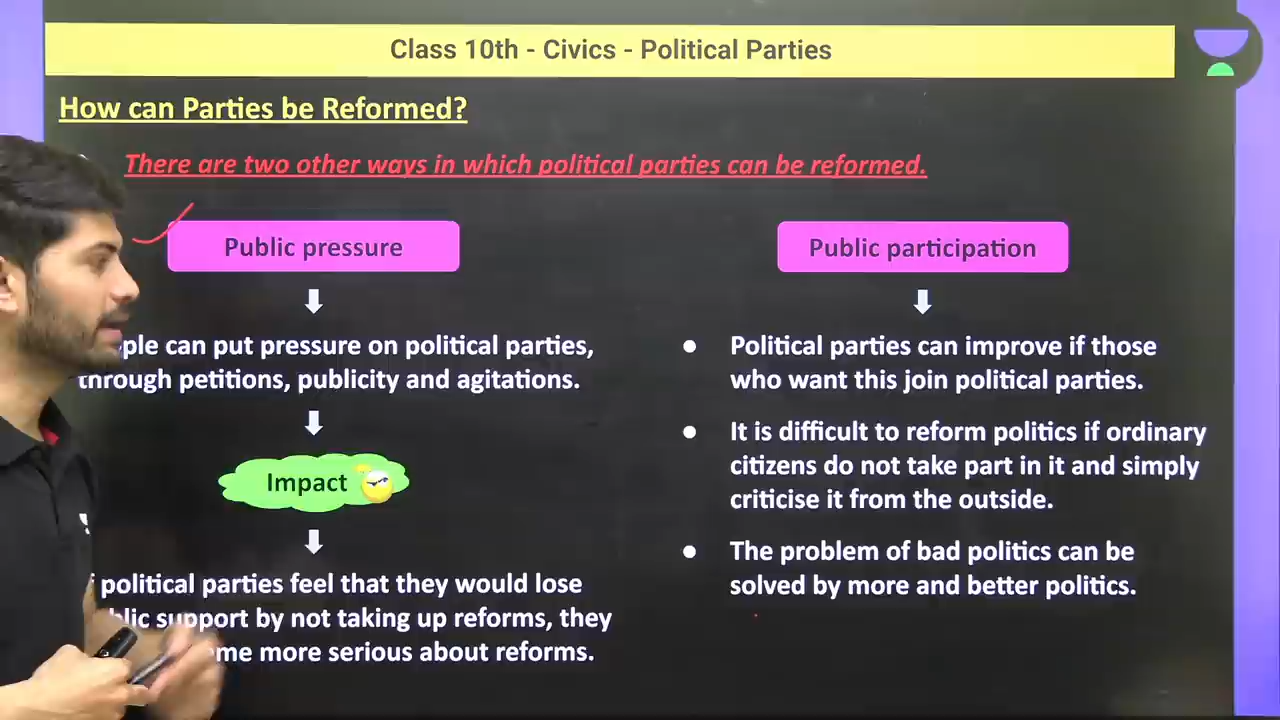 Class 10th - Civics - Political Parties
How can Parties be Reformed?
There are two other ways in which political parties can be reformed.
Public pressure
can put pressure on political parties,
through petitions, publicity and agitations.
Impact
political parties feel that they would lose
support by not taking up reforms, they
more serious about reforms.
Public participation
● Political parties can improve if those
who want this join political parties.
● It is difficult to reform politics if ordinary
citizens do not take part in it and simply
criticise it from the outside.
● The problem of bad politics can be
solved by more and better politics.